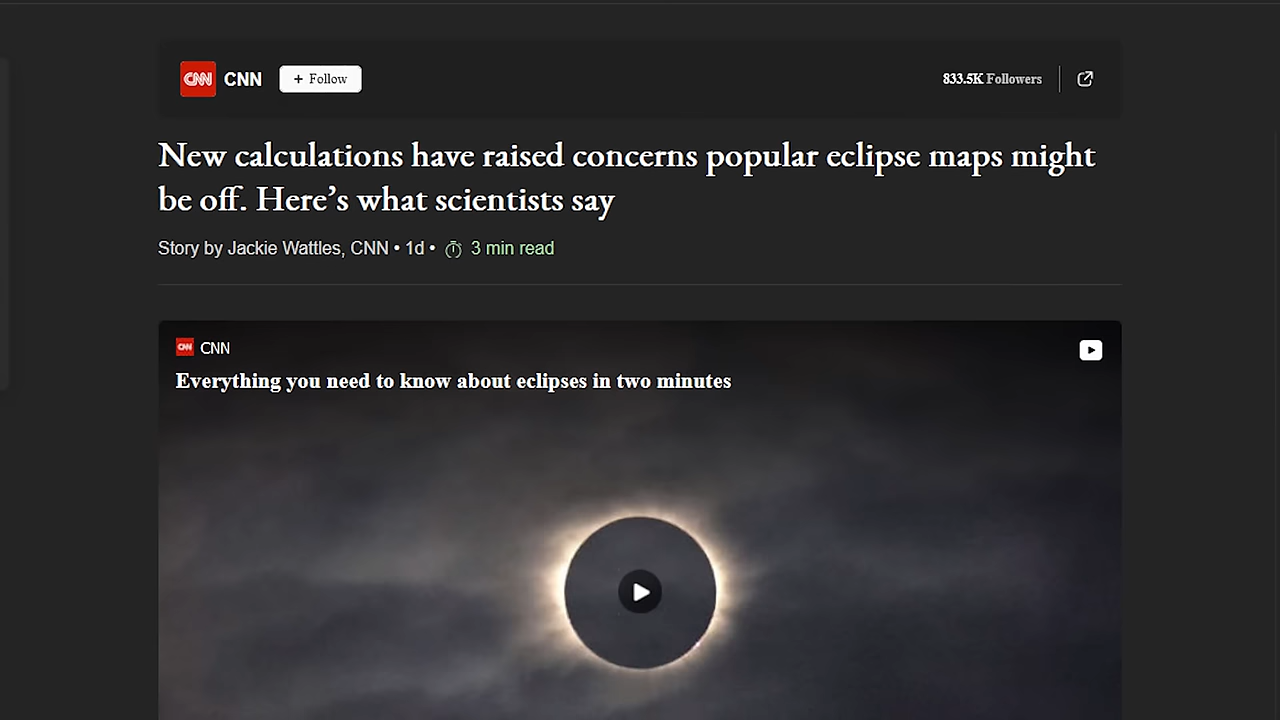 CNN CNN + Follow 833.5K Followers
New calculations have raised concerns popular eclipse maps might
be off. Here’s what scientists say
Story by Jackie Wattles, CNN • 1d • 3 min read
CNN CNN
Everything you need to know about eclipses in two minutes